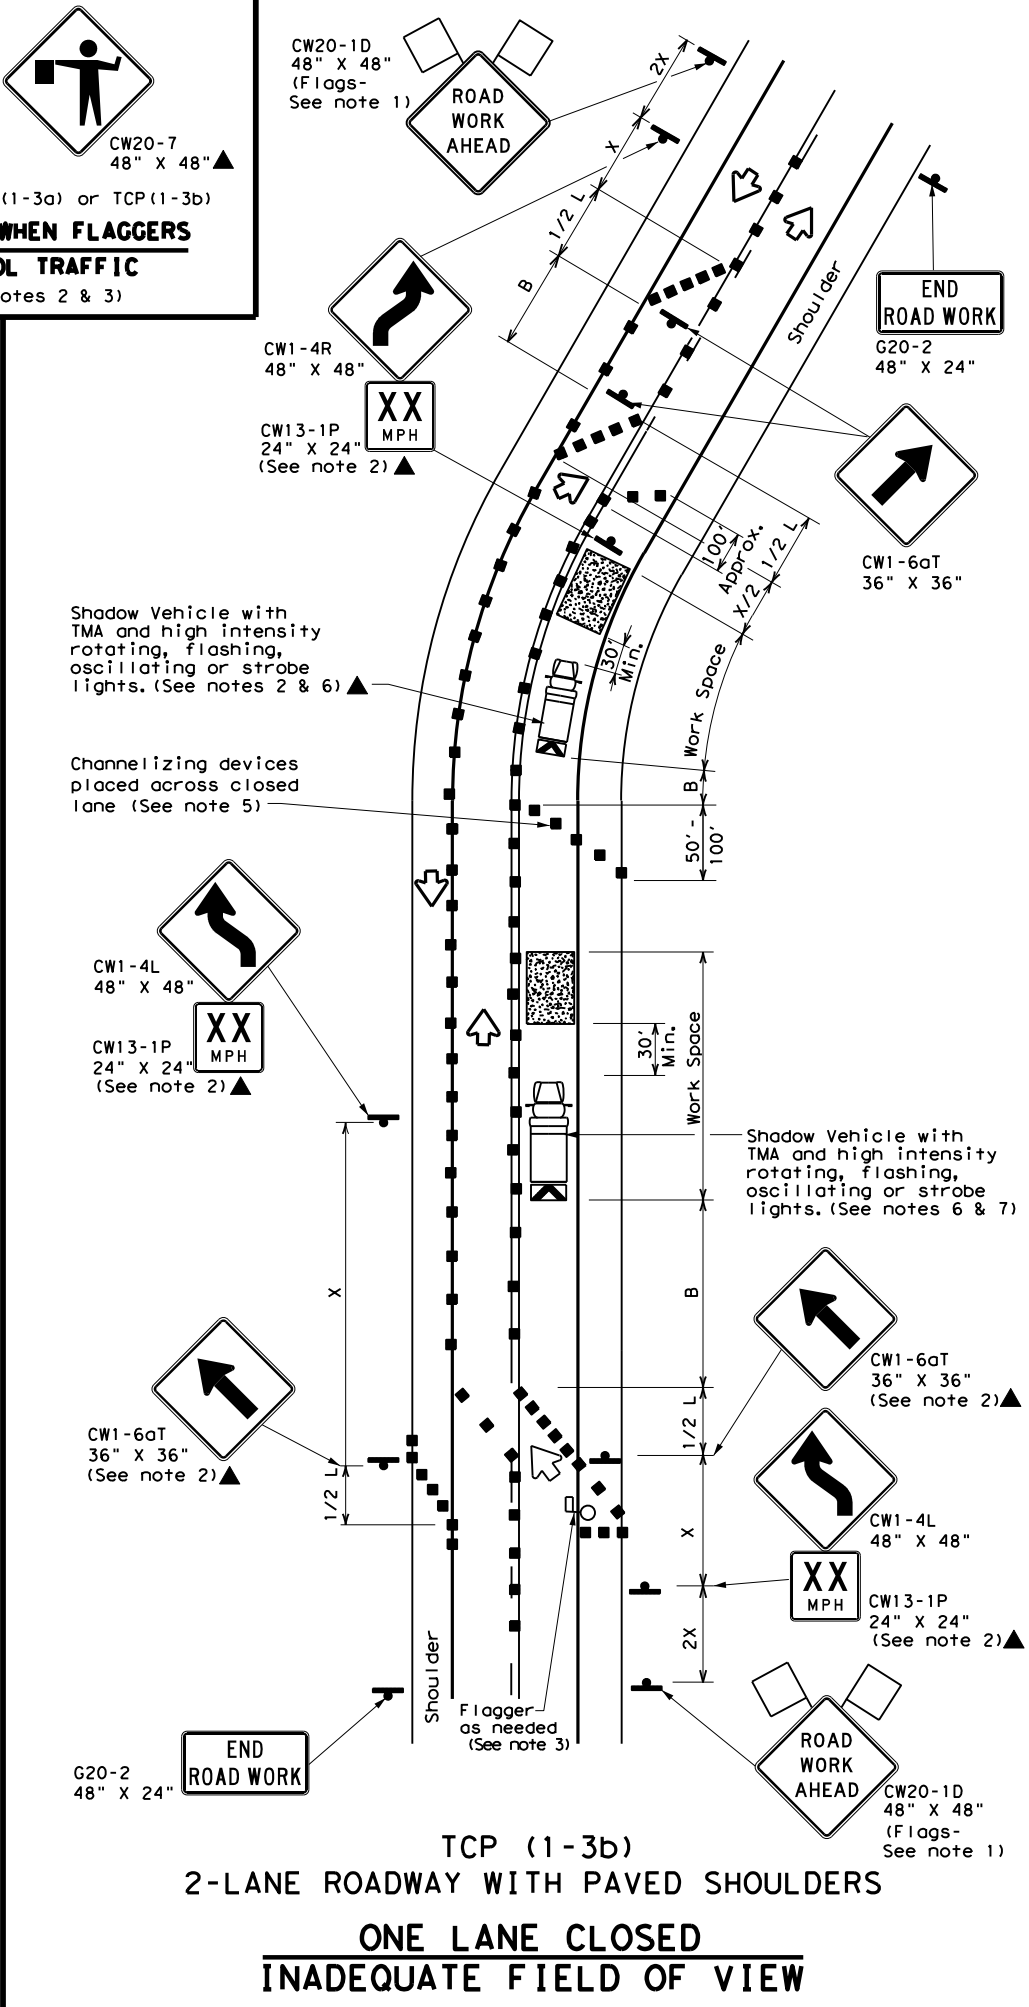 CW20-7
48" X 48"
(1-3a) or TCP(1-3b)
WHEN FLAGGERS
OL TRAFFIC
otes 2 & 3)
CW20-1D
48" X 48"
(Flags-
See note 1)
ROAD
WORK
AHEAD
2X
X
1/2 L
B
CW1-4R
48" X 48"
XX
MPH
CW13-1P
24" X 24"
(See note 2)
Shoulder
END
ROAD WORK
G20-2
48" X 24"
CW1-6aT
36" X 36"
100'
Approx.
1/2 L
X/2
30'
Min.
Work Space
B
50'-
100'
Shadow Vehicle with
TMA and high intensity
rotating, flashing,
oscillating or strobe
lights. (See notes 2 & 6)
Channelizing devices
placed across closed
lane (See note 5)
CW1-4L
48" X 48"
XX
MPH
CW13-1P
24" X 24"
(See note 2)
30'
Min.
Work Space
Shadow Vehicle with
TMA and high intensity
rotating, flashing,
oscillating or strobe
lights. (See notes 6 & 7)
X
B
CW1-6aT
36" X 36"
(See note 2)
CW1-6aT
36" X 36"
(See note 2)
1/2 L
1/2 L
X
CW1-4L
48" X 48"
XX
MPH
CW13-1P
24" X 24"
(See note 2)
2X
Shoulder
Flagger
as needed
(See note 3)
END
ROAD WORK
G20-2
48" X 24"
ROAD
WORK
AHEAD
CW20-1D
48" X 48"
(Flags-
See note 1)
TCP (1-3b)
2-LANE ROADWAY WITH PAVED SHOULDERS
ONE LANE CLOSED
INADEQUATE FIELD OF VIEW